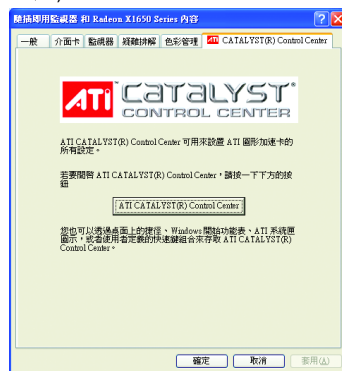 隨插即用監視器 和 Radeon X1650 Series 內容
一般 介面卡 監視器 疑難排解 色彩管理 ATI CATALYST(R) Control Center
ATI CATALYST®
CONTROL CENTER
ATI CATALYST(R) Control Center 可用來設置 ATI 圖形加速卡的
所有設定。
若要開啓 ATI CATALYST(R) Control Center，請按一下下方的按
鈕
ATI CATALYST(R) Control Center
您也可以透過桌面上的捷徑、Windows 開始功能表、ATI 系統匣
圖示，或者使用者定義的快速鍵組合來存取 ATI CATALYST(R)
Control Center。
確定 取消 套用(A)